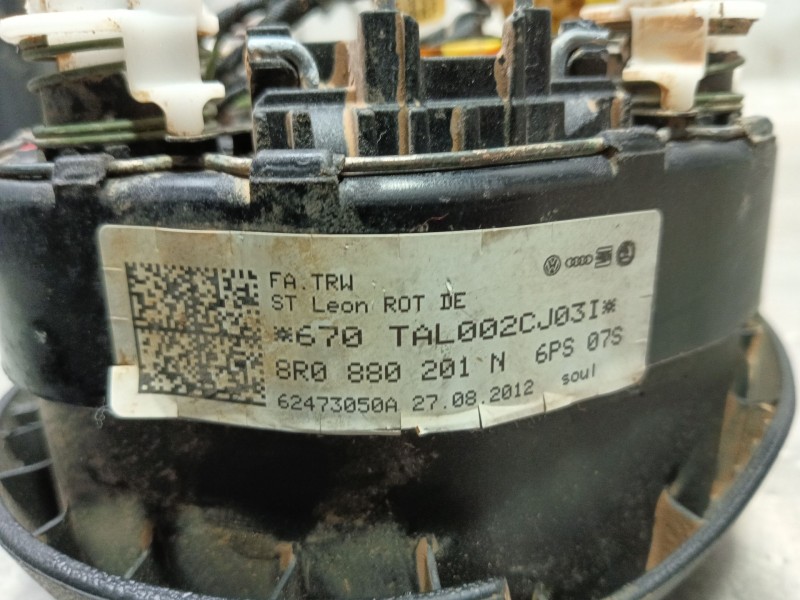 FA.TRW
ST Leon ROT DE
*670 TAL002CJ03I*
8R0 880 201 N 6PS 07S
62473050A 27.08.2012 soul